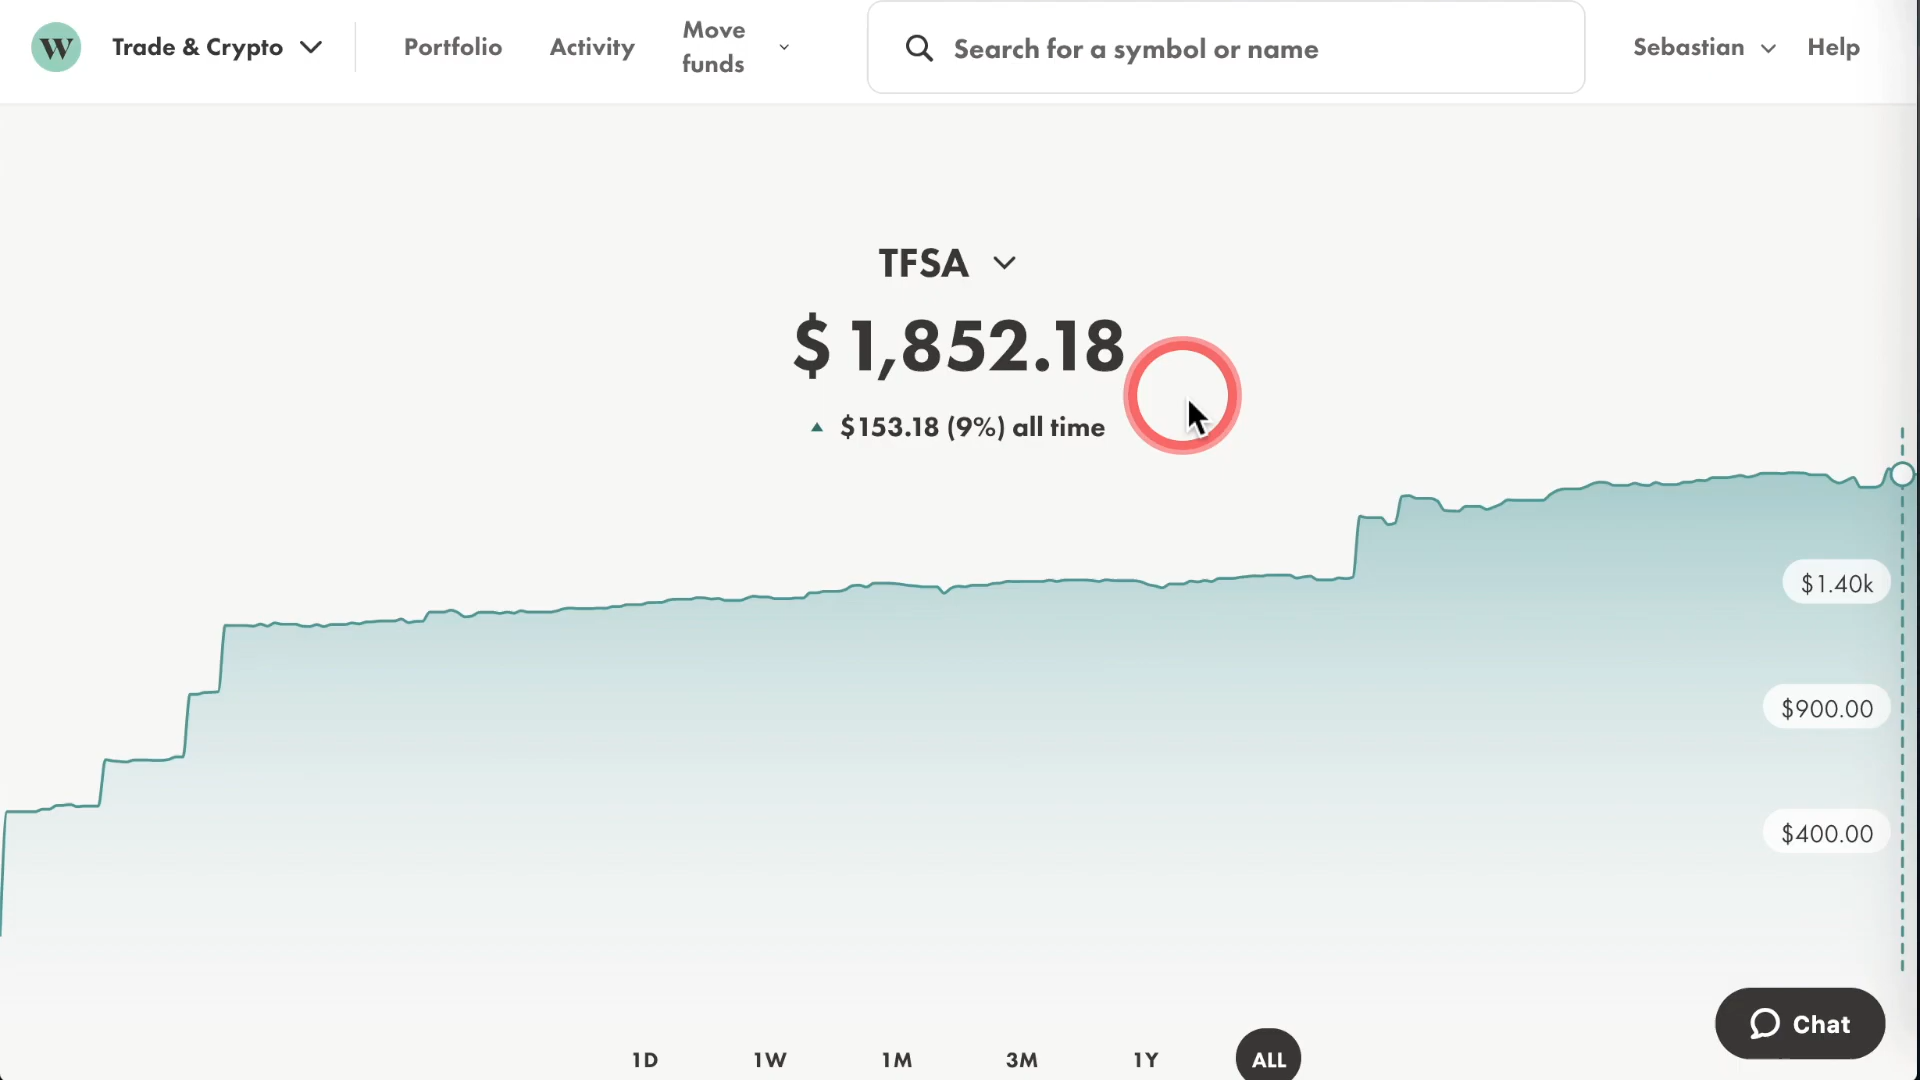 W
Trade & Crypto
Portfolio
Activity
Move
funds
Search for a symbol or name
Sebastian
Help
TFSA
$ 1,852.18
$153.18 (9%) all time
$1.40k
$900.00
$400.00
Chat
1D 1W 1M 3M 1Y ALL